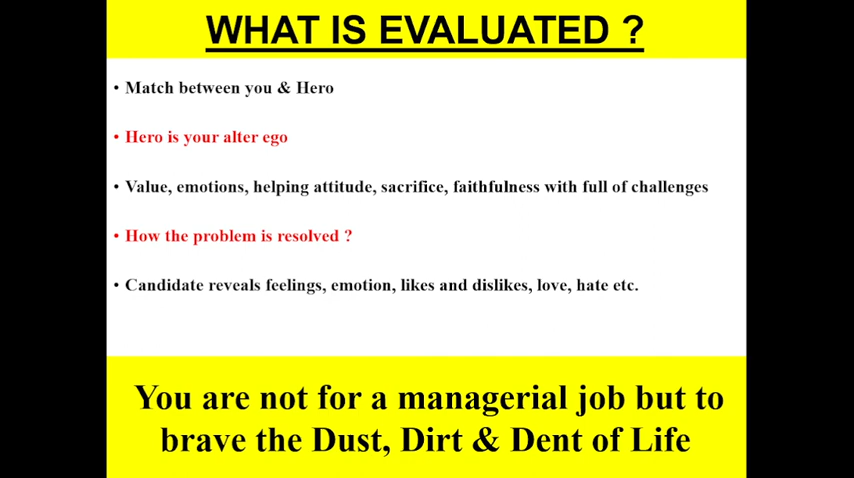 WHAT IS EVALUATED ?
• Match between you & Hero
• Hero is your alter ego
• Value, emotions, helping attitude, sacrifice, faithfulness with full of challenges
• How the problem is resolved ?
• Candidate reveals feelings, emotion, likes and dislikes, love, hate etc.
You are not for a managerial job but to
brave the Dust, Dirt & Dent of Life